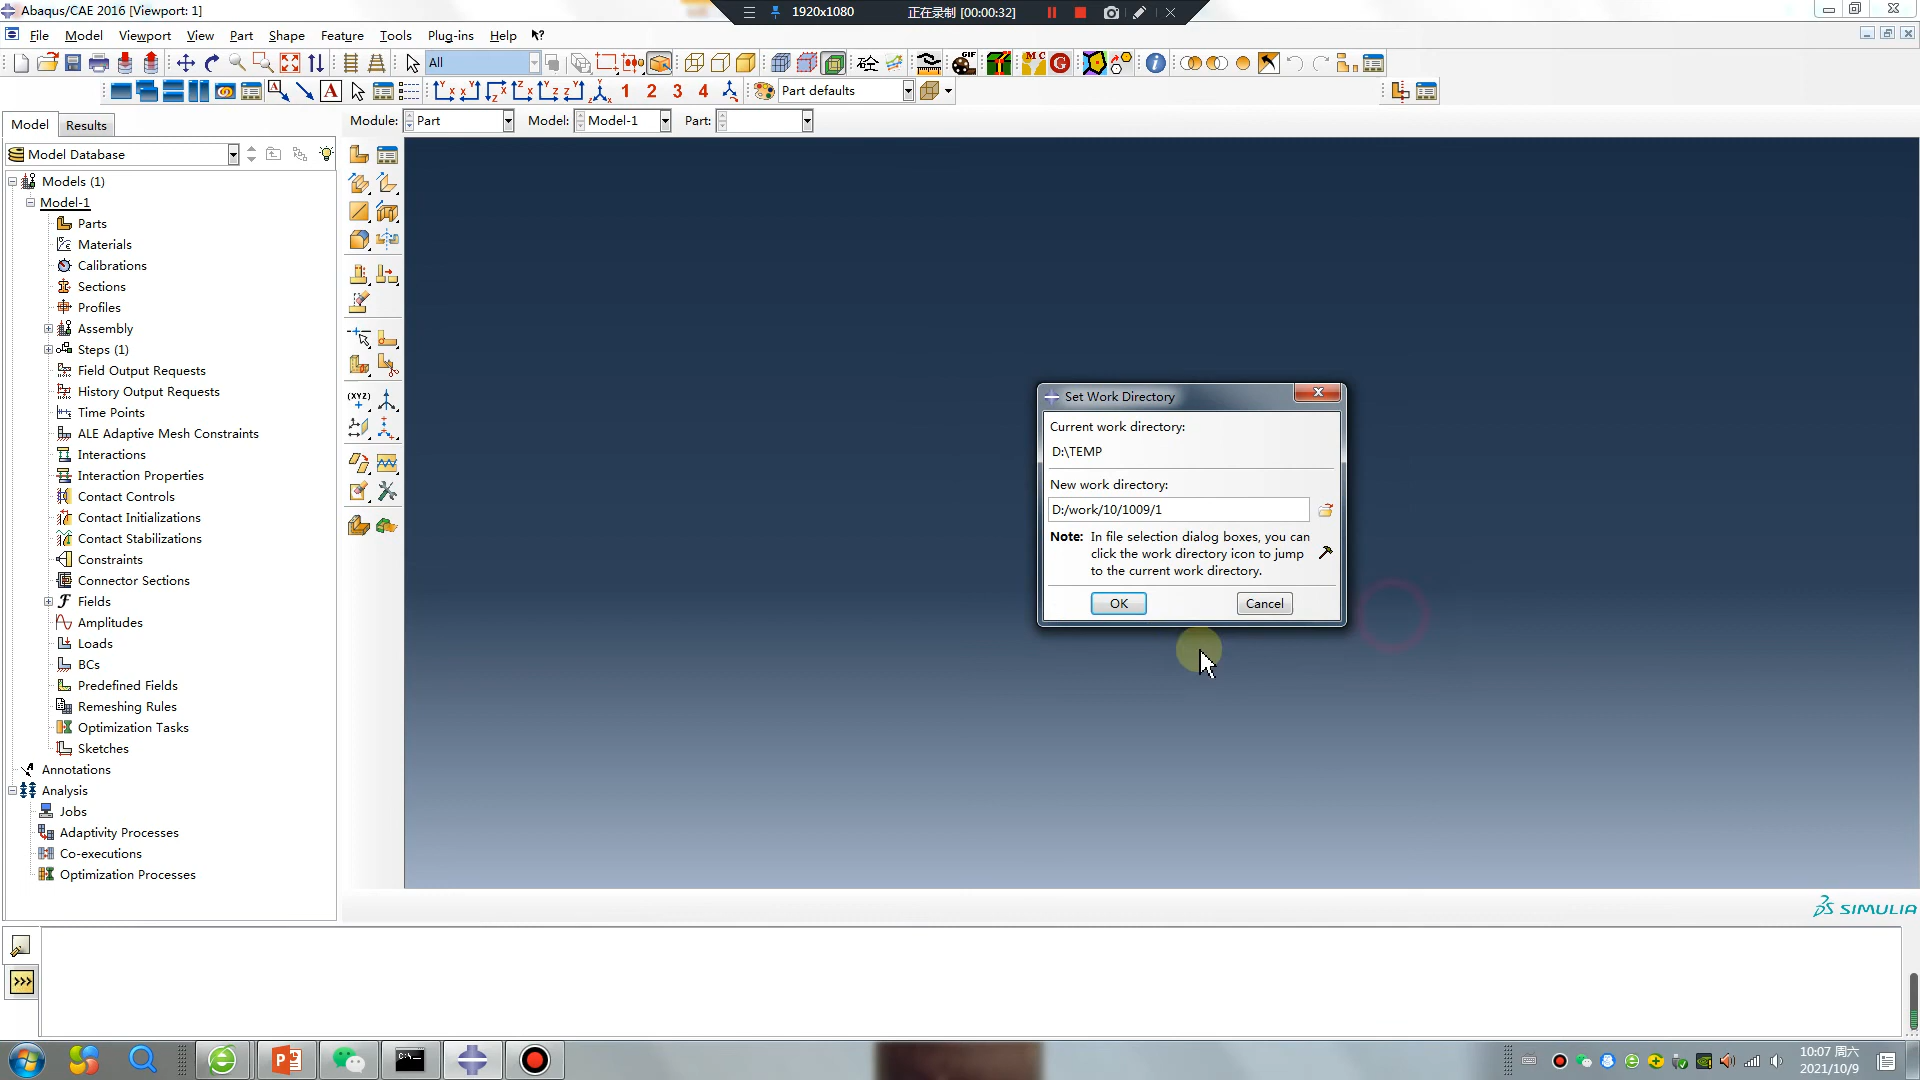 Abaqus/CAE 2016 [Viewport: 1]
1920x1080
正在录制 [00:00:32]
File Model Viewport View Part Shape Feature Tools Plug-ins Help
All
砼
GIF
M C
G
A
A
1 2 3 4
Part defaults
Model Results
Module: Part Model: Model-1 Part:
Model Database
Models (1)
Model-1
Parts
Materials
Calibrations
Sections
Profiles
Assembly
Steps (1)
Field Output Requests
History Output Requests
Time Points
ALE Adaptive Mesh Constraints
Interactions
Interaction Properties
Contact Controls
Contact Initializations
Contact Stabilizations
Constraints
Connector Sections
Fields
Amplitudes
Loads
BCs
Predefined Fields
Remeshing Rules
Optimization Tasks
Sketches
Annotations
Analysis
Jobs
Adaptivity Processes
Co-executions
Optimization Processes
(XYZ)
Set Work Directory
Current work directory:
D:\TEMP
New work directory:
D:/work/10/1009/1
Note: In file selection dialog boxes, you can
click the work directory icon to jump
to the current work directory.
OK Cancel
SIMULIA
>>>
10:07 周六
2021/10/9